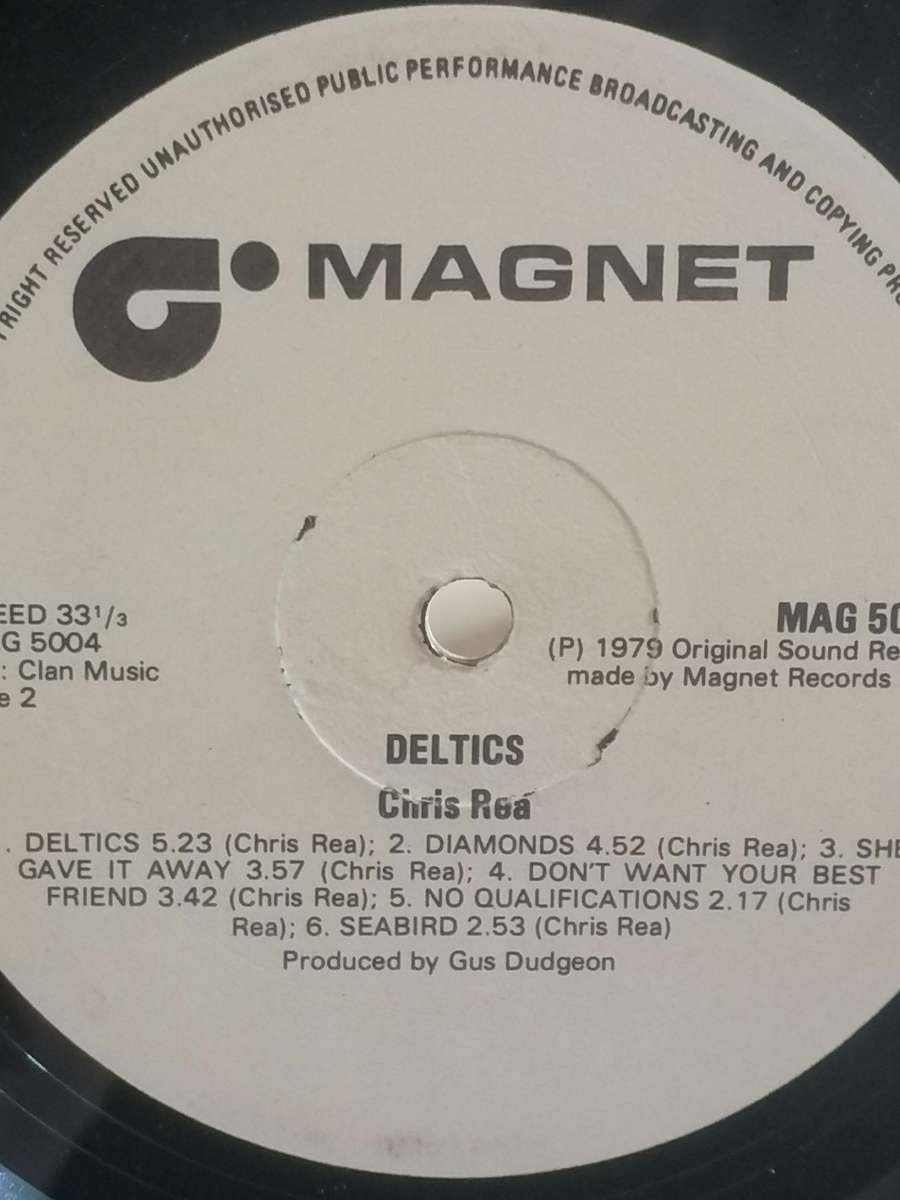 RIGHT RESERVED UNAUTHORISED PUBLIC PERFORMANCE BROADCASTING AND COPYING
MAGNET
EED 33 1/3
G 5004
: Clan Music
e 2
MAG 50
(P) 1979 Original Sound Re
made by Magnet Records
DELTICS
Chris Rea
. DELTICS 5.23 (Chris Rea); 2. DIAMONDS 4.52 (Chris Rea); 3. SHE
GAVE IT AWAY 3.57 (Chris Rea); 4. DON'T WANT YOUR BEST
FRIEND 3.42 (Chris Rea); 5. NO QUALIFICATIONS 2.17 (Chris
Rea); 6. SEABIRD 2.53 (Chris Rea)
Produced by Gus Dudgeon